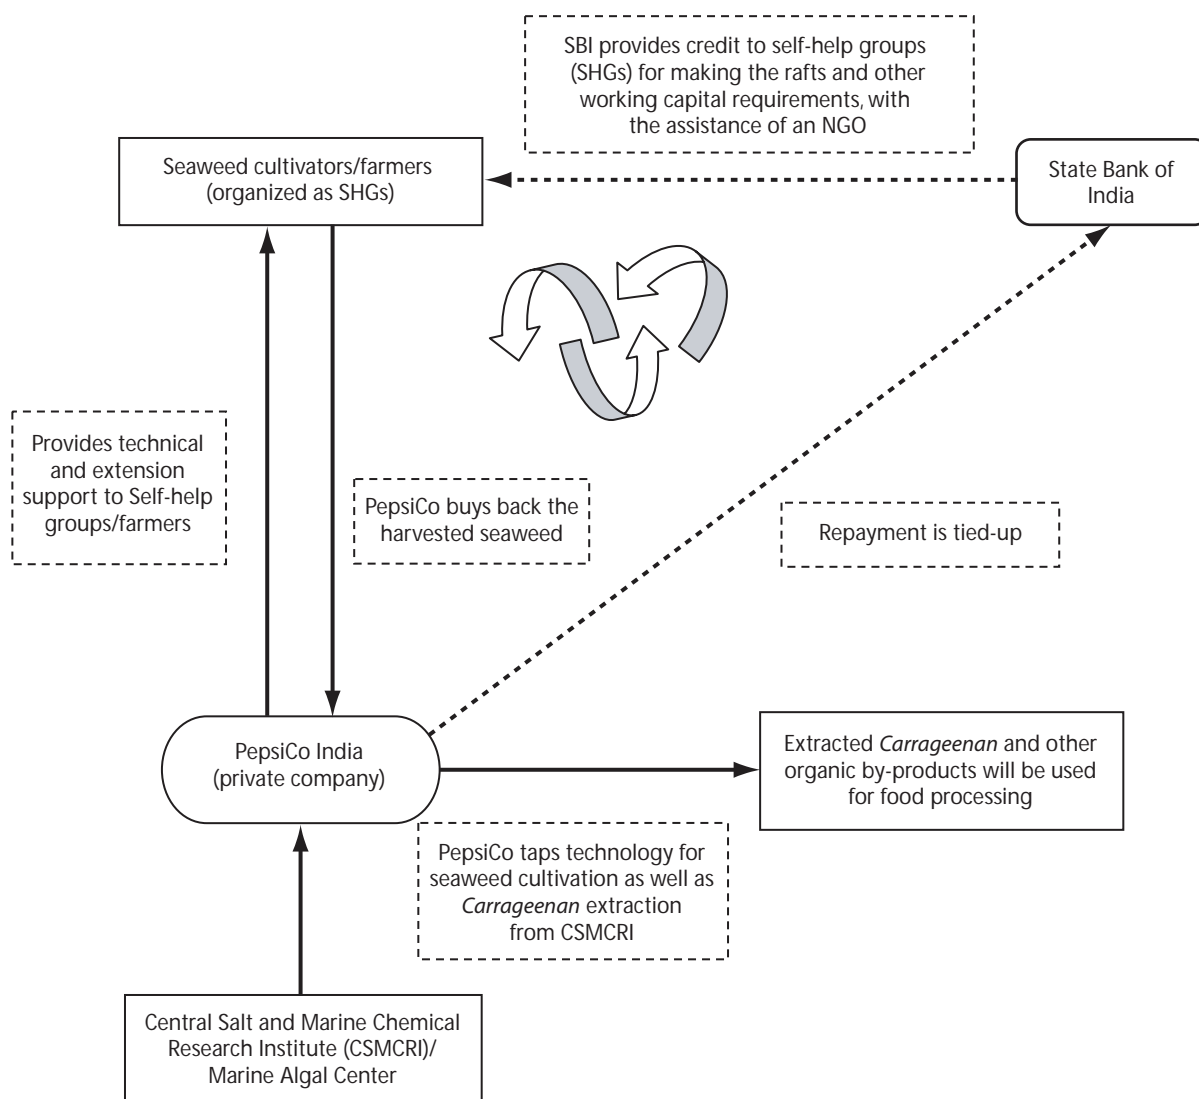 SBI provides credit to self-help groups
(SHGs) for making the rafts and other
working capital requirements, with
the assistance of an NGO
Seaweed cultivators/farmers
(organized as SHGs)
State Bank of
India
Provides technical
and extension
support to Self-help
groups/farmers
PepsiCo buys back the
harvested seaweed
Repayment is tied-up
PepsiCo India
(private company)
Extracted Carrageenan and other
organic by-products will be used
for food processing
PepsiCo taps technology for
seaweed cultivation as well as
Carrageenan extraction
from CSMCRI
Central Salt and Marine Chemical
Research Institute (CSMCRI)/
Marine Algal Center